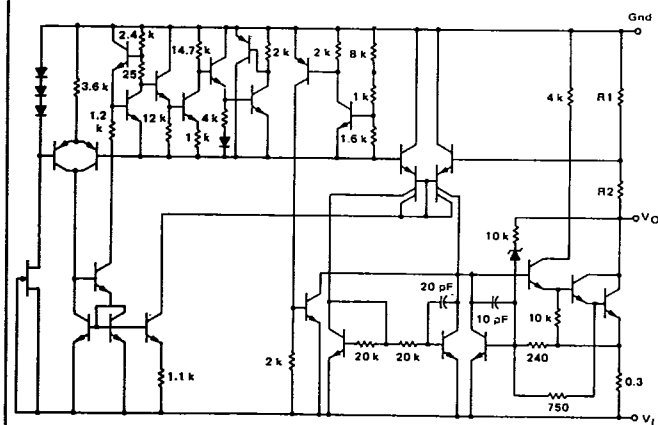 Gnd
2.4 k
14.7 k
2 k
2 k
8 k
3.6 k
25
4 k
R1
1 k
1.2 k
12 k
4 k
1 k
1.6 k
R2
VO
10 k
20 pF
10 pF
10 k
20 k
20 k
240
2 k
1.1 k
0.3
750
VI